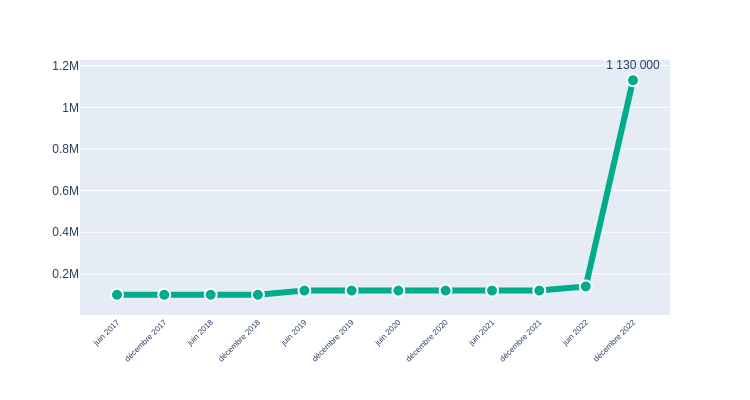 1 130 000
1.2M
1M
0.8M
0.6M
0.4M
0.2M
juin 2017
décembre 2017
juin 2018
décembre 2018
juin 2019
décembre 2019
juin 2020
décembre 2020
juin 2021
décembre 2021
juin 2022
décembre 2022